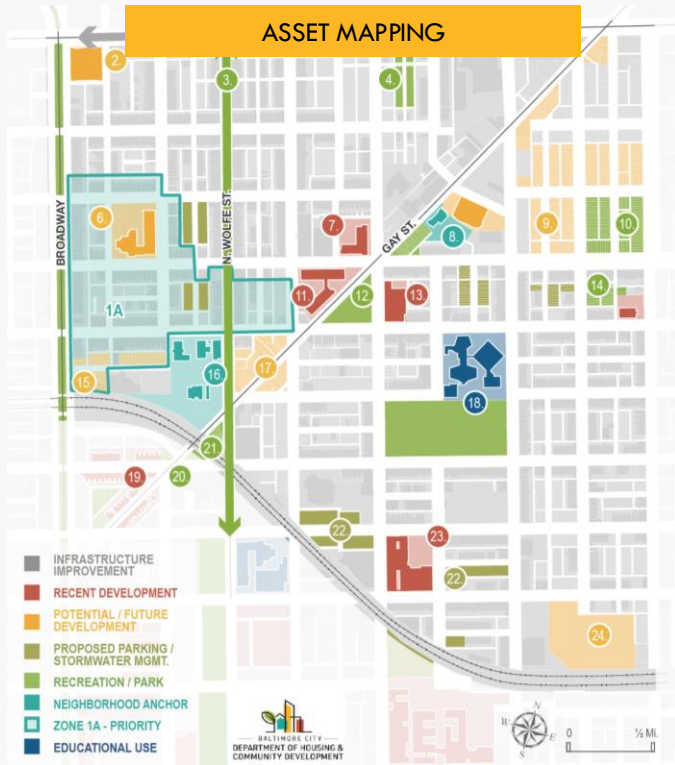 ASSET MAPPING
2.
3.
4.
BROADWAY
N. WOLFE ST.
GAY ST.
6.
7.
8.
9.
10.
1A
11.
12.
13.
14.
15
16.
17.
18
19.
20.
21.
22.
23.
22.
24.
INFRASTRUCTURE
IMPROVEMENT
RECENT DEVELOPMENT
POTENTIAL / FUTURE
DEVELOPMENT
PROPOSED PARKING /
STORMWATER MGMT.
RECREATION / PARK
NEIGHBORHOOD ANCHOR
ZONE 1A - PRIORITY
EDUCATIONAL USE
BALTIMORE CITY
DEPARTMENT OF HOUSING &
COMMUNITY DEVELOPMENT
N
W
E
S
0 ½ Mi.